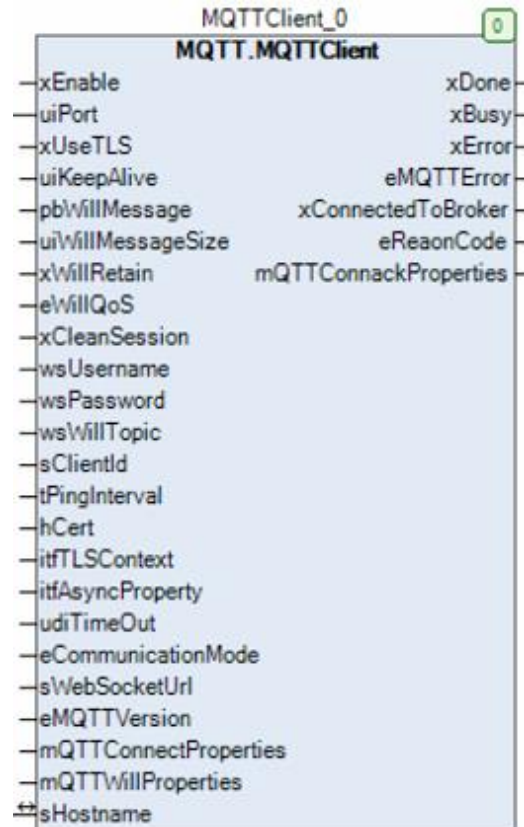 MQTTClient_0
0
MQTT.MQTTClient
xEnable xDone
uiPort xBusy
xUseTLS xError
uiKeepAlive eMQTTError
pbWillMessage xConnectedToBroker
uiWillMessageSize eReaonCode
xWillRetain mQTTConnackProperties
eWillQoS
xCleanSession
wsUsername
wsPassword
wsWillTopic
sClientId
tPingInterval
hCert
itfTLSContext
itfAsyncProperty
udiTimeOut
eCommunicationMode
sWebSocketUrl
eMQTTVersion
mQTTConnectProperties
mQTTWillProperties
sHostname